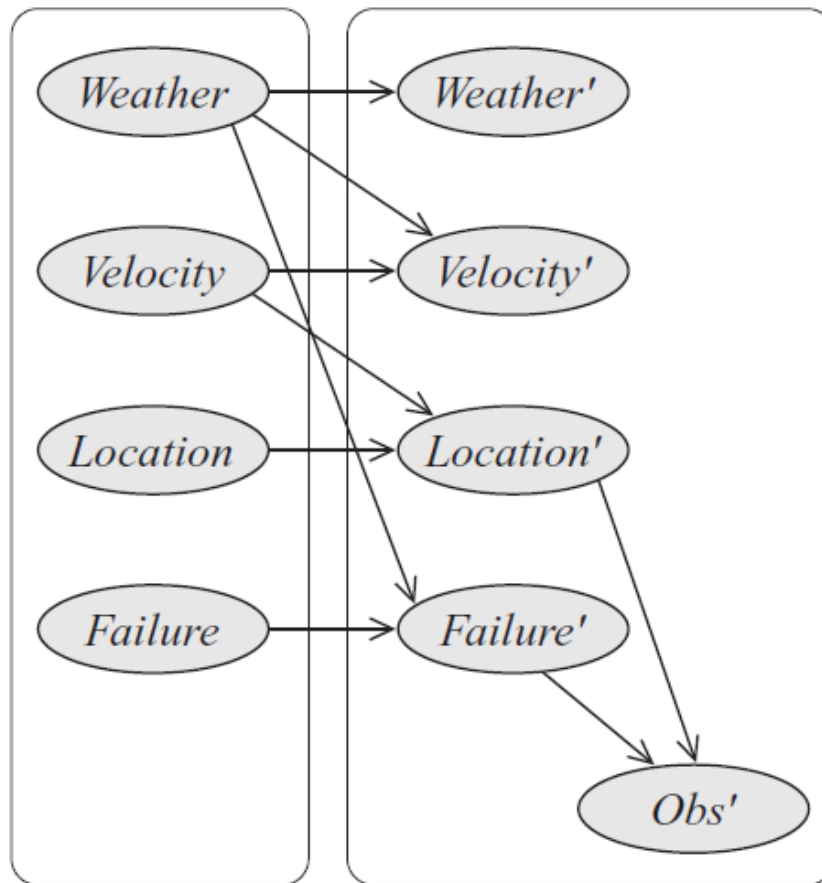 Weather Weather'
Velocity Velocity'
Location Location'
Failure Failure'
Obs'